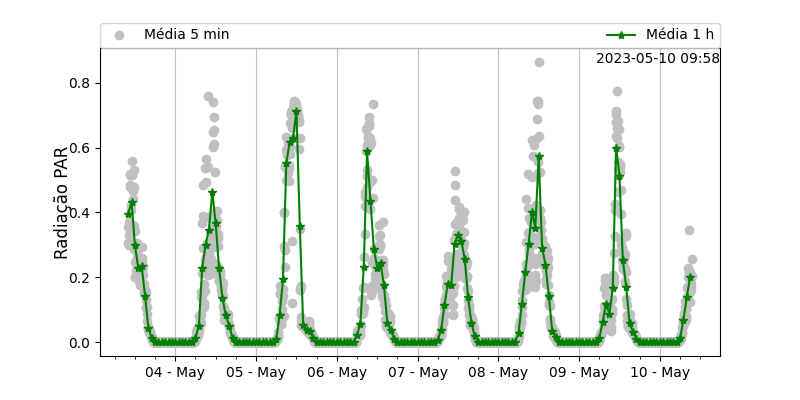 Média 5 min
Média 1 h
2023-05-10 09:58
Radiação PAR
0.8
0.6
0.4
0.2
0.0
04 - May
05 - May
06 - May
07 - May
08 - May
09 - May
10 - May